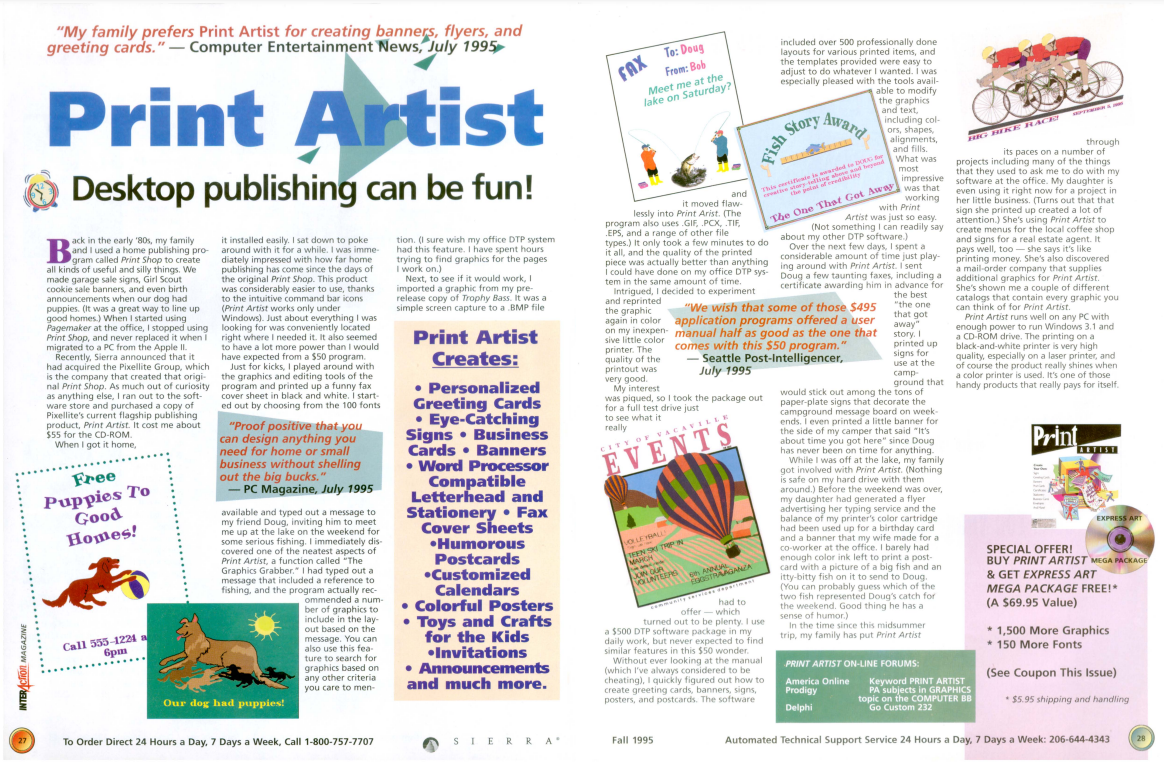 "My family prefers Print Artist for creating banners, flyers, and
greeting cards." — Computer Entertainment News, July 1995
Print Artist
Desktop publishing can be fun!
Back in the early '80s, my family
and I used a home publishing pro-
gram called Print Shop to create
all kinds of useful and silly things. We
made garage sale signs, Girl Scout
cookie sale banners, and even birth
announcements when our dog had
puppies. (It was a great way to line up
good homes.) When I started using
Pagemaker at the office, I stopped using
Print Shop, and never replaced it when I
migrated to a PC from the Apple II.
Recently, Sierra announced that it
had acquired the Pixellite Group, which
is the company that created that origi-
nal Print Shop. As much out of curiosity
as anything else, I ran out to the soft-
ware store and purchased a copy of
Pixellite's current flagship publishing
product, Print Artist. It cost me about
$55 for the CD-ROM.
When I got it home,
Free
Puppies To
Good
Homes!
Call 555-1224 a
6pm
it installed easily. I sat down to poke
around with it for a while. I was imme-
diately impressed with how far home
publishing has come since the days of
the original Print Shop. This product
was considerably easier to use, thanks
to the intuitive command bar icons
(Print Artist works only under
Windows). Just about everything I was
looking for was conveniently located
right where I needed it. It also seemed
to have a lot more power than I would
have expected from a $50 program.
Just for kicks, I played around with
the graphics and editing tools of the
program and printed up a funny fax
cover sheet in black and white. I start-
ed out by choosing from the 100 fonts
"Proof positive that you
can design anything you
need for home or small
business without shelling
out the big bucks."
— PC Magazine, July 1995
available and typed out a message to
my friend Doug, inviting him to meet
me up at the lake on the weekend for
some serious fishing. I immediately dis-
covered one of the neatest aspects of
Print Artist, a function called "The
Graphics Grabber." I had typed out a
message that included a reference to
fishing, and the program actually rec-
ommended a num-
ber of graphics to
include in the lay-
out based on the
message. You can
also use this fea-
ture to search for
graphics based on
any other criteria
you care to men-
Our dog had puppies!
tion. (I sure wish my office DTP system
had this feature. I have spent hours
trying to find graphics for the pages
I work on.)
Next, to see if it would work, I
imported a graphic from my pre-
release copy of Trophy Bass. It was a
simple screen capture to a .BMP file
Print Artist
Creates:
• Personalized
Greeting Cards
• Eye-Catching
Signs • Business
Cards • Banners
• Word Processor
Compatible
Letterhead and
Stationery • Fax
Cover Sheets
•Humorous
Postcards
•Customized
Calendars
• Colorful Posters
• Toys and Crafts
for the Kids
•Invitations
• Announcements
and much more.
INTERAction MAGAZINE
27
To Order Direct 24 Hours a Day, 7 Days a Week, Call 1-800-757-7707
SIERRA®
FAX
To: Doug
From: Bob
Meet me at the
lake on Saturday?
Fish Story Award
This certificate is awarded to DOUG for
creative story-telling above and beyond
the point of credibility
The One That Got Away
and
it moved flaw-
lessly into Print Arist. (The
program also uses .GIF, .PCX, .TIF,
.EPS, and a range of other file
types.) It only took a few minutes to do
it all, and the quality of the printed
piece was actually better than anything
I could have done on my office DTP sys-
tem in the same amount of time.
Intrigued, I decided to experiment
and reprinted
the graphic
again in color
on my inexpen-
sive little color
printer. The
quality of the
printout was
very good.
My interest
was piqued, so I took the package out
for a full test drive just
to see what it
really
CITY OF VACAVILLE
EVENTS
VOLLEYBALL!
TEEN SKI TRIP IN
MARCH
JOIN OUR
VOLUNTEERS!
5th ANNUAL
EGGSTRAVAGANZA
community services department
had to
offer — which
turned out to be plenty. I use
a $500 DTP software package in my
daily work, but never expected to find
similar features in this $50 wonder.
Without ever looking at the manual
(which I've always considered to be
cheating), I quickly figured out how to
create greeting cards, banners, signs,
posters, and postcards. The software
included over 500 professionally done
layouts for various printed items, and
the templates provided were easy to
adjust to do whatever I wanted. I was
especially pleased with the tools avail-
able to modify
the graphics
and text,
including col-
ors, shapes,
alignments,
and fills.
What was
most
impressive
was that
working
with Print
Artist was just so easy.
(Not something I can readily say
about my other DTP software.)
Over the next few days, I spent a
considerable amount of time just play-
ing around with Print Artist. I sent
Doug a few taunting faxes, including a
certificate awarding him in advance for
the best
"the one
that got
away"
story. I
printed up
signs for
use at the
camp-
ground that
"We wish that some of those $495
application programs offered a user
manual half as good as the one that
comes with this $50 program."
— Seattle Post-Intelligencer,
July 1995
would stick out among the tons of
paper-plate signs that decorate the
campground message board on week-
ends. I even printed a little banner for
the side of my camper that said "It's
about time you got here" since Doug
has never been on time for anything.
While I was off at the lake, my family
got involved with Print Artist. (Nothing
is safe on my hard drive with them
around.) Before the weekend was over,
my daughter had generated a flyer
advertising her typing service and the
balance of my printer's color cartridge
had been used up for a birthday card
and a banner that my wife made for a
co-worker at the office. I barely had
enough color ink left to print a post-
card with a picture of a big fish and an
itty-bitty fish on it to send to Doug.
(You can probably guess which of the
two fish represented Doug's catch for
the weekend. Good thing he has a
sense of humor.)
In the time since this midsummer
trip, my family has put Print Artist
BIG BIKE RACE!
through
its paces on a number of
projects including many of the things
that they used to ask me to do with my
software at the office. My daughter is
even using it right now for a project in
her little business. (Turns out that that
sign she printed up created a lot of
attention.) She's using Print Artist to
create menus for the local coffee shop
and signs for a real estate agent. It
pays well, too — she says it's like
printing money. She's also discovered
a mail-order company that supplies
additional graphics for Print Artist.
She's shown me a couple of different
catalogs that contain every graphic you
can think of for Print Artist.
Print Artist runs well on any PC with
enough power to run Windows 3.1 and
a CD-ROM drive. The printing on a
black-and-white printer is very high
quality, especially on a laser printer, and
of course the product really shines when
a color printer is used. It's one of those
handy products that really pays for itself.
Print
ARTIST
EXPRESS ART
MEGA PACKAGE
SPECIAL OFFER!
BUY PRINT ARTIST
& GET EXPRESS ART
MEGA PACKAGE FREE!*
(A $69.95 Value)
* 1,500 More Graphics
* 150 More Fonts
(See Coupon This Issue)
* $5.95 shipping and handling
PRINT ARTIST ON-LINE FORUMS:
America Online Keyword PRINT ARTIST
Prodigy PA subjects in GRAPHICS
topic on the COMPUTER BB
Delphi Go Custom 232
Fall 1995
Automated Technical Support Service 24 Hours a Day, 7 Days a Week: 206-644-4343
28